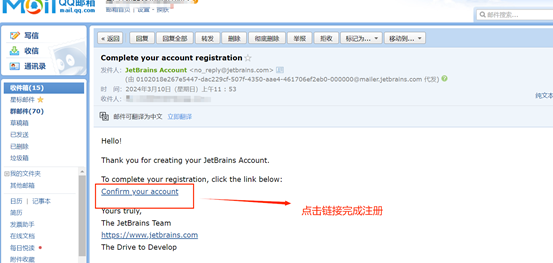 Mail QQ邮箱
mail.qq.com
邮箱首页 | 设置 - 换肤
搜索邮件...
写信
收信
通讯录
收件箱(15)
星标邮件
群邮件(70)
草稿箱
已发送
已删除
垃圾箱
我的文件夹
其他邮箱
日历 | 记事本
简历
发票助手
在线文档
每日悦读
附件收藏
« 返回 回复 回复全部 转发 删除 彻底删除 举报 拒收 标记为... 移动到...
Complete your account registration
发件人: JetBrains Account <no_reply@jetbrains.com>
(由 0102018e267e5447-dac229cf-507f-4350-aae4-461706ef2eb0-000000@mailer.jetbrains.com 代发)
时 间: 2024年3月10日 (星期日) 上午11:53
收件人:
纯文本
邮件可翻译为中文 立即翻译
Hello!
Thank you for creating your JetBrains Account.
To complete your registration, click the link below:
Confirm your account
点击链接完成注册
Yours truly,
The JetBrains Team
https://www.jetbrains.com
The Drive to Develop